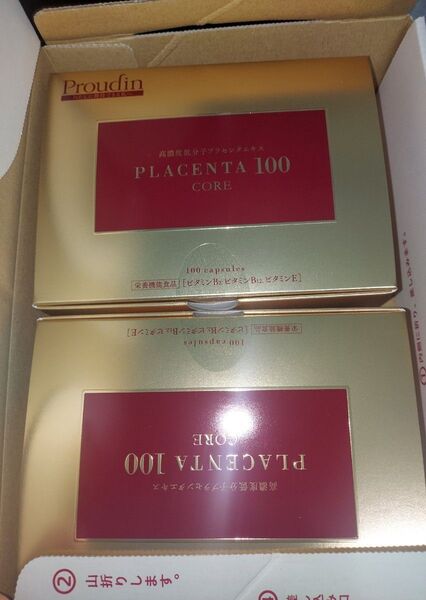 Proudin
高濃度低分子プラセンタエキス
PLACENTA 100
CORE
100 capsules
栄養機能食品 [ビタミンB2 ビタミンB12 ビタミンE]
高濃度低分子プラセンタエキス
PLACENTA 100
CORE
100 capsules
栄養機能食品 [ビタミンB2 ビタミンB12 ビタミンE]
② 山折りします。